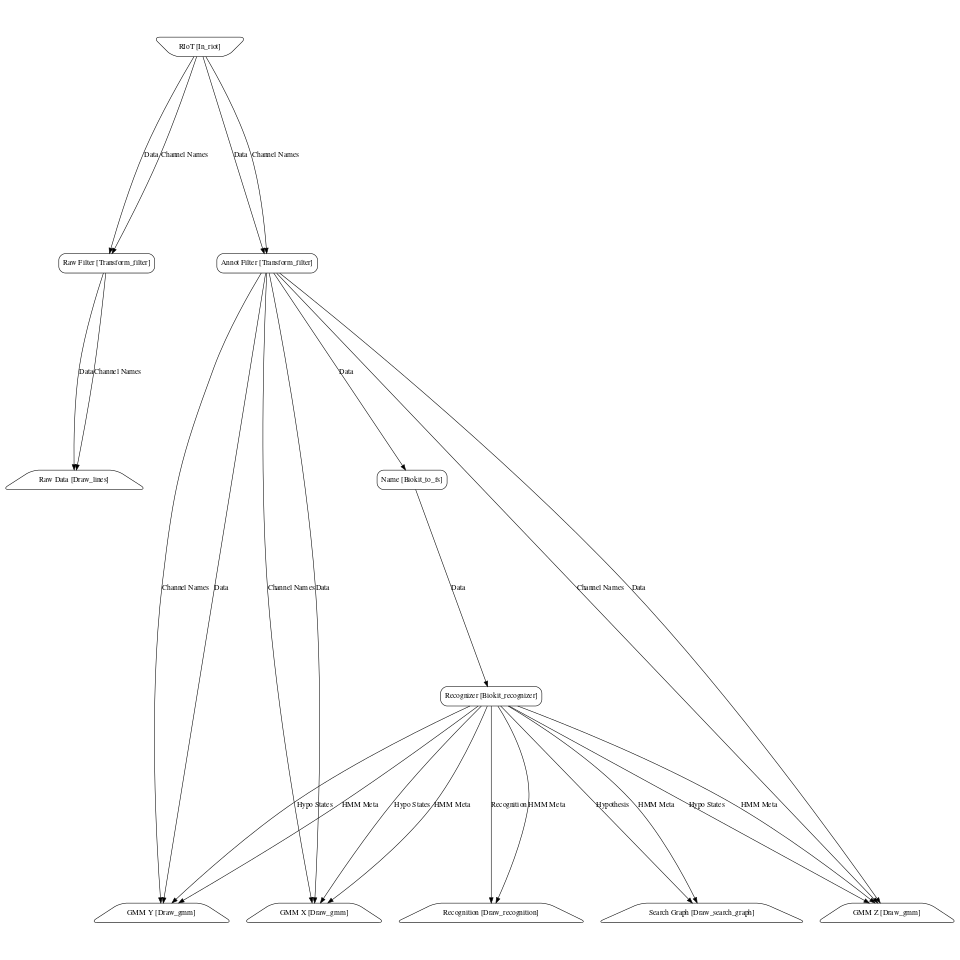 RIoT [In_riot]
Data Channel Names
Data Channel Names
Raw Filter [Transform_filter]
Annot Filter [Transform_filter]
Data Channel Names
Data
Raw Data [Draw_lines]
Name [Biokit_to_fs]
Channel Names Data
Channel Names Data
Data
Channel Names Data
Recognizer [Biokit_recognizer]
Hypo States HMM Meta
Hypo States HMM Meta
Recognition HMM Meta
Hypothesis HMM Meta
Hypo States HMM Meta
GMM Y [Draw_gmm]
GMM X [Draw_gmm]
Recognition [Draw_recognition]
Search Graph [Draw_search_graph]
GMM Z [Draw_gmm]